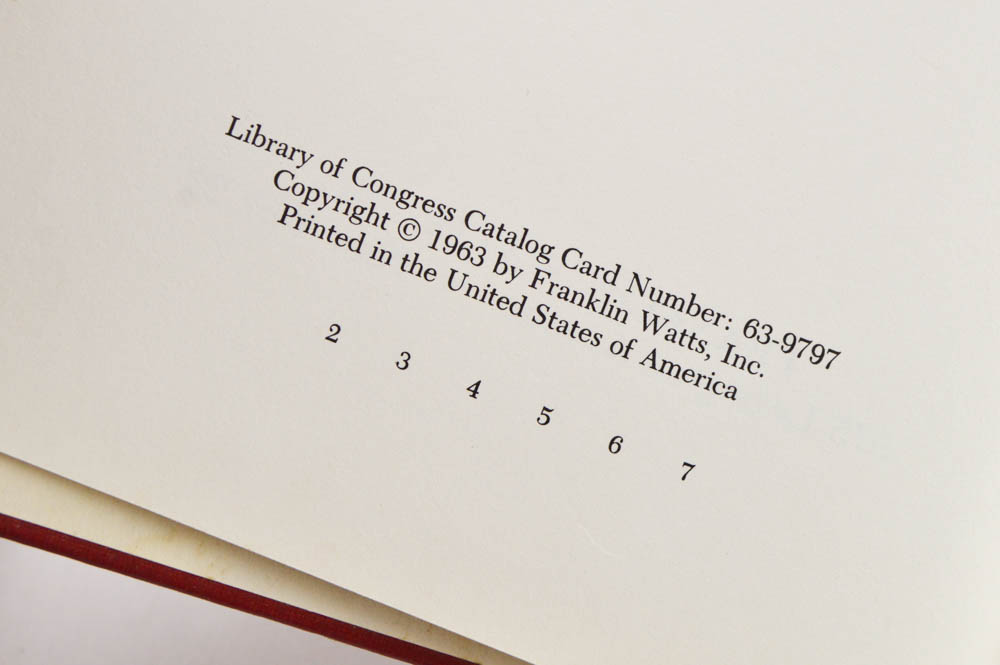 Library of Congress Catalog Card Number: 63-9797
Copyright © 1963 by Franklin Watts, Inc.
Printed in the United States of America
2 3 4 5 6 7